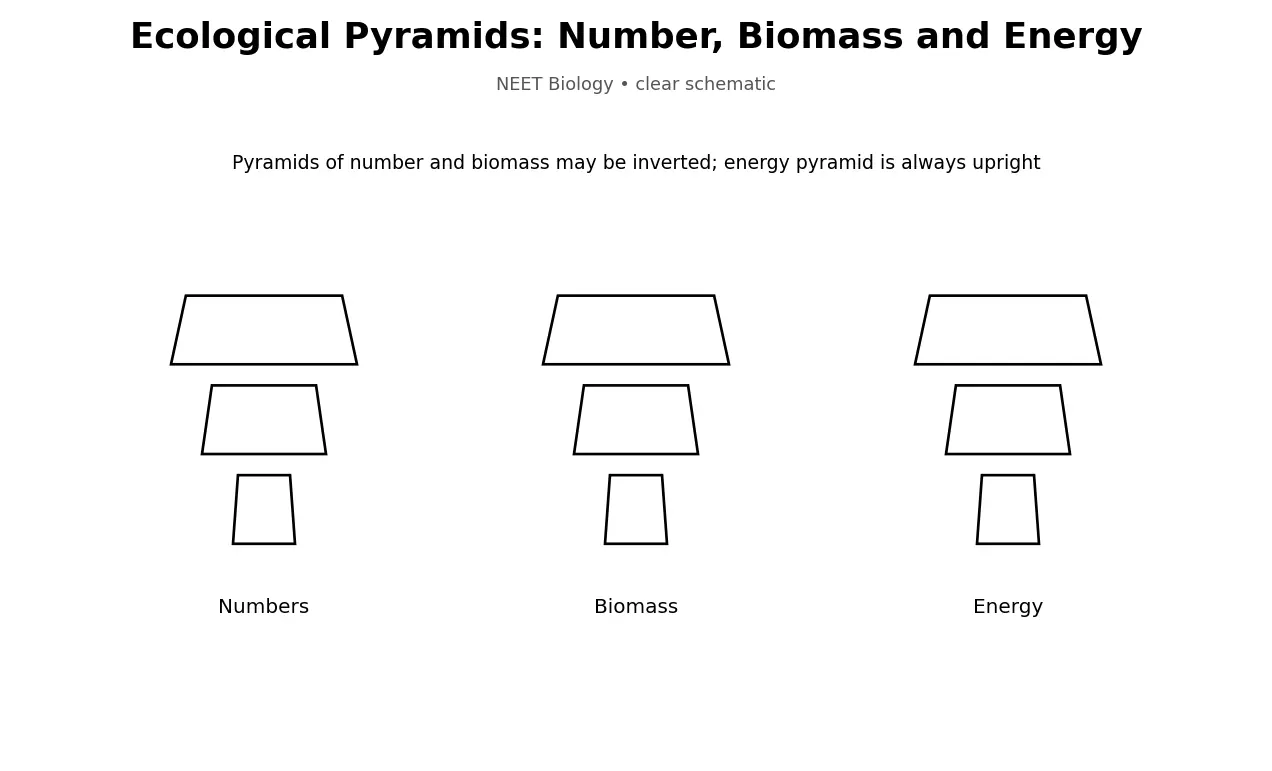 Ecological Pyramids: Number, Biomass and Energy
NEET Biology • clear schematic
Pyramids of number and biomass may be inverted; energy pyramid is always upright
Numbers
Biomass
Energy